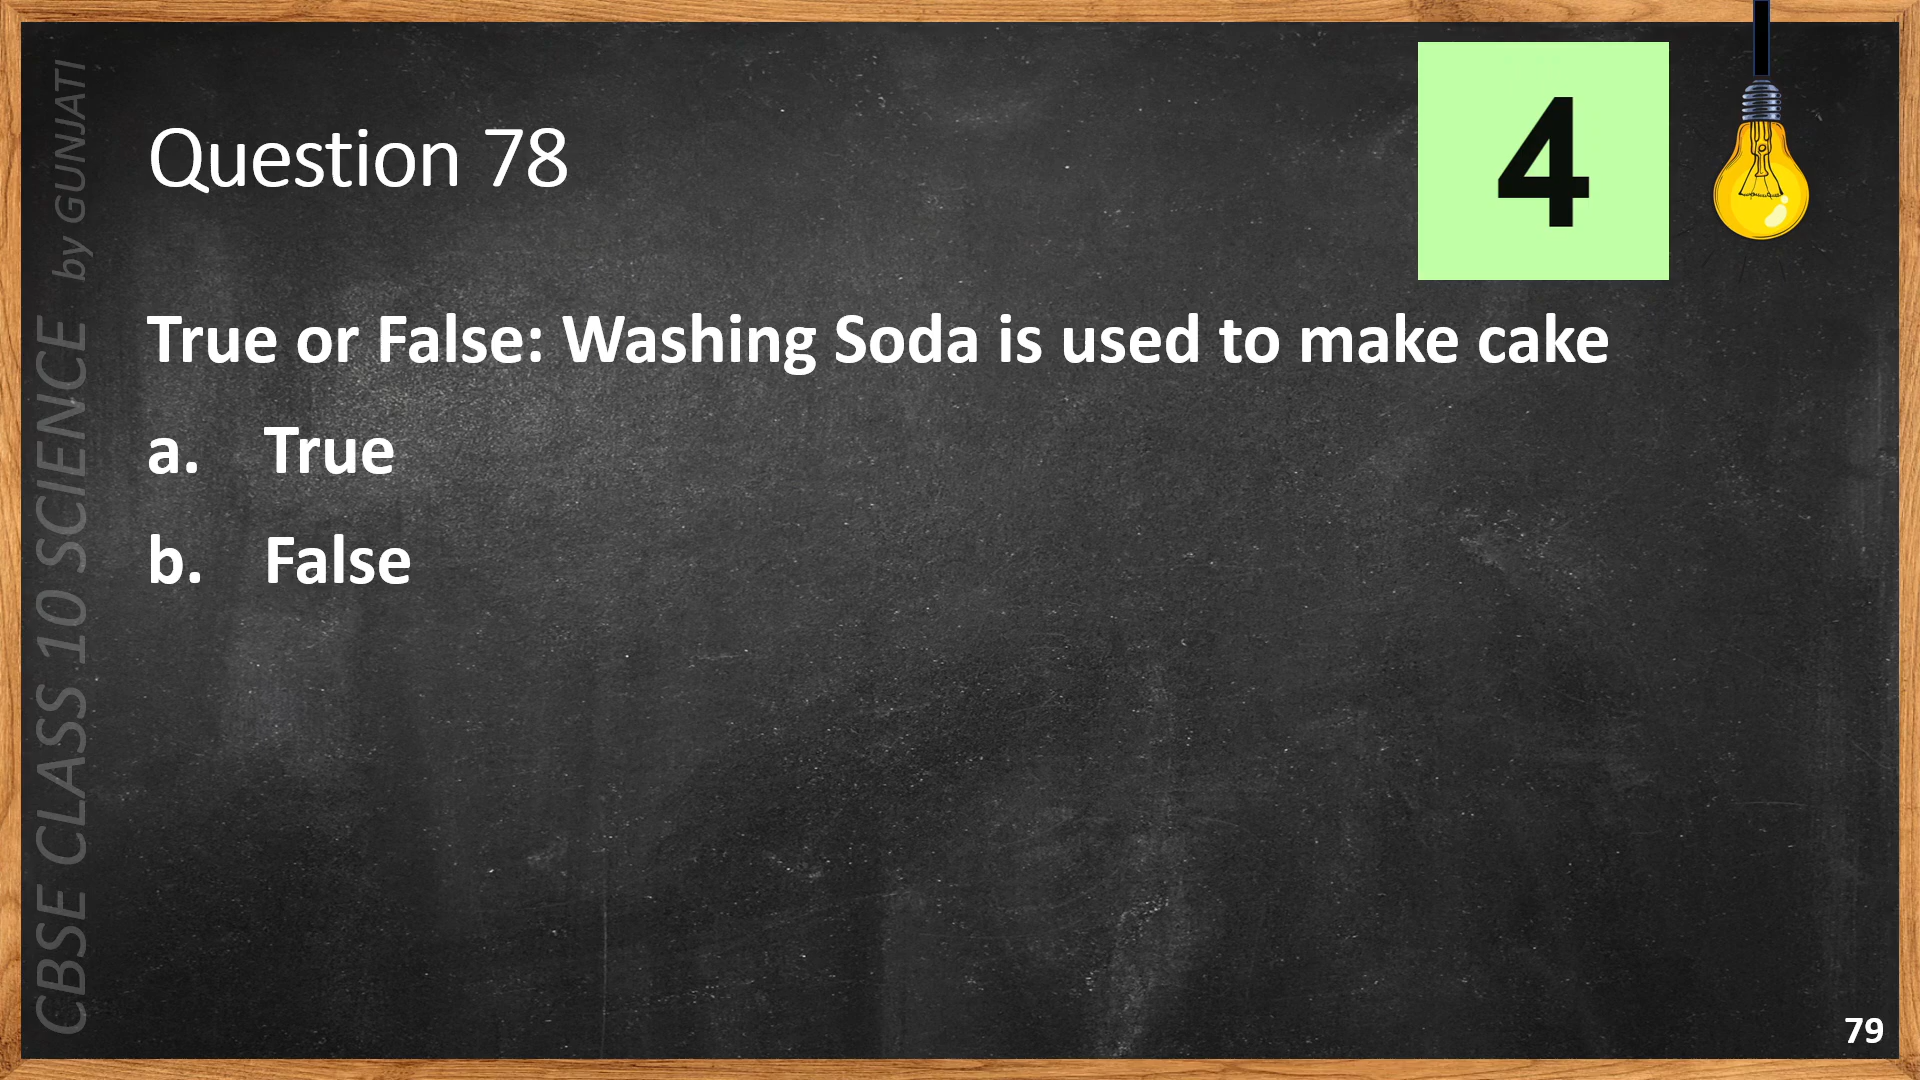 CBSE CLASS 10 SCIENCE by GUNJATI
Question 78
4
True or False: Washing Soda is used to make cake
a. True
b. False
79